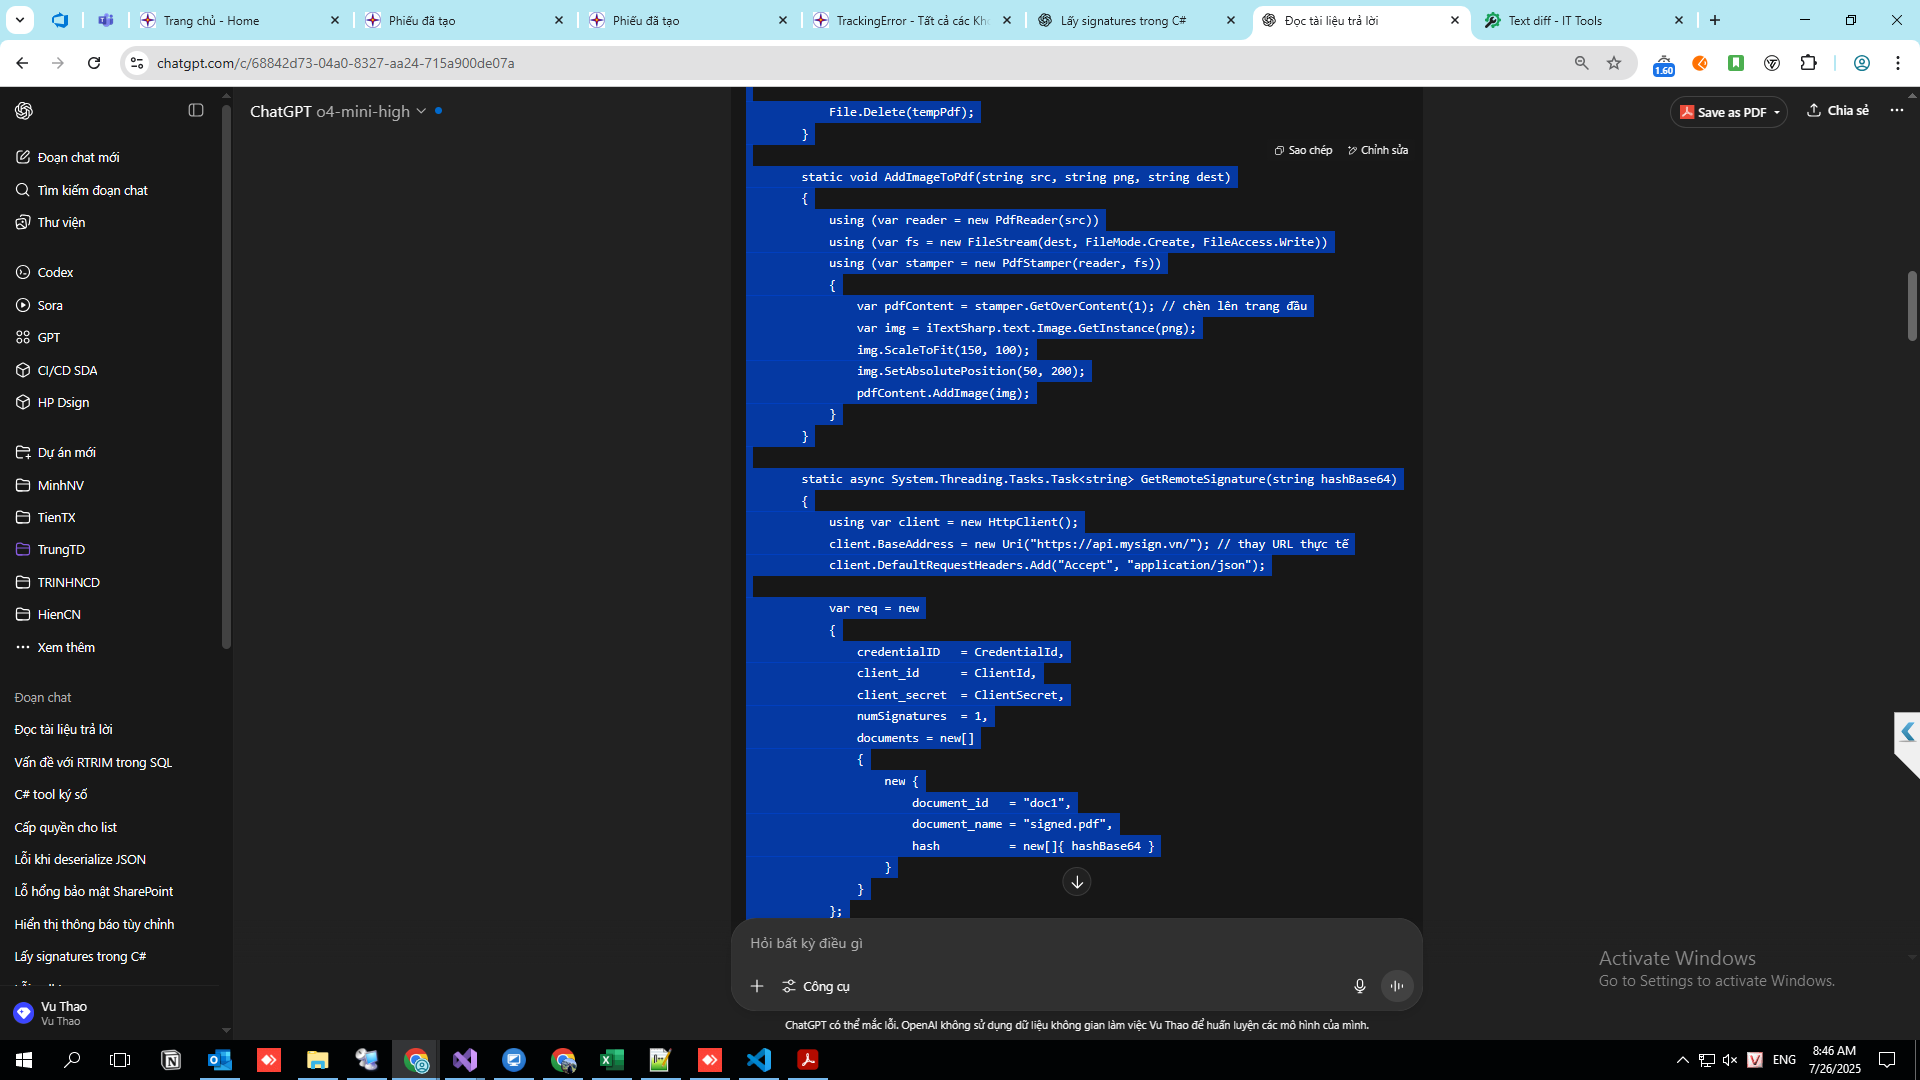 Trang chủ - Home
Phiếu đã tạo
Phiếu đã tạo
TrackingError - Tất cả các Kh
Lấy signatures trong C#
Đọc tài liệu trả lời
Text diff - IT Tools
chatgpt.com/c/68842d73-04a0-8327-aa24-715a900de07a
1.60
ChatGPT o4-mini-high
Save as PDF
Chia sẻ
Đoạn chat mới
Tìm kiếm đoạn chat
Thư viện
Codex
Sora
GPT
CI/CD SDA
HP Dsign
Dự án mới
MinhNV
TienTX
TrungTD
TRINHNCD
HienCN
Xem thêm
Đoạn chat
Đọc tài liệu trả lời
Vấn đề với RTRIM trong SQL
C# tool ký số
Cấp quyền cho list
Lỗi khi deserialize JSON
Lỗ hổng bảo mật SharePoint
Hiển thị thông báo tùy chỉnh
Lấy signatures trong C#
Vu Thao
Vu Thao
File.Delete(tempPdf);
}
Sao chép
Chỉnh sửa
static void AddImageToPdf(string src, string png, string dest)
{
using (var reader = new PdfReader(src))
using (var fs = new FileStream(dest, FileMode.Create, FileAccess.Write))
using (var stamper = new PdfStamper(reader, fs))
{
var pdfContent = stamper.GetOverContent(1); // chèn lên trang đầu
var img = iTextSharp.text.Image.GetInstance(png);
img.ScaleToFit(150, 100);
img.SetAbsolutePosition(50, 200);
pdfContent.AddImage(img);
}
}
static async System.Threading.Tasks.Task<string> GetRemoteSignature(string hashBase64)
{
using var client = new HttpClient();
client.BaseAddress = new Uri("https://api.mysign.vn/"); // thay URL thực tế
client.DefaultRequestHeaders.Add("Accept", "application/json");
var req = new
{
credentialID   = CredentialId,
client_id      = ClientId,
client_secret  = ClientSecret,
numSignatures  = 1,
documents = new[]
{
new {
document_id   = "doc1",
document_name = "signed.pdf",
hash          = new[]{ hashBase64 }
}
}
};
Hỏi bất kỳ điều gì
Công cụ
ChatGPT có thể mắc lỗi. OpenAI không sử dụng dữ liệu không gian làm việc Vu Thao để huấn luyện các mô hình của mình.
Activate Windows
Go to Settings to activate Windows.
ENG
8:46 AM
7/26/2025